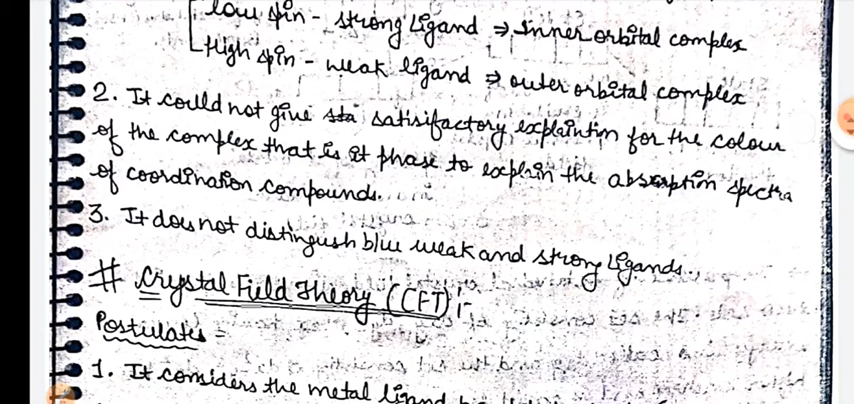 low spin - strong ligand ⇒ Inner orbital complex
High spin - weak ligand ⇒ outer orbital complex
2. It could not give satisfactory explaintin for the colour
of the complex that is it phase to explain the absorption spectra
of coordination compounds.
3. It does not distingush b/w weak and strong ligands.
# Crystal Field Theory (CFT) :-
Postulates -
1. It considers the metal ligand